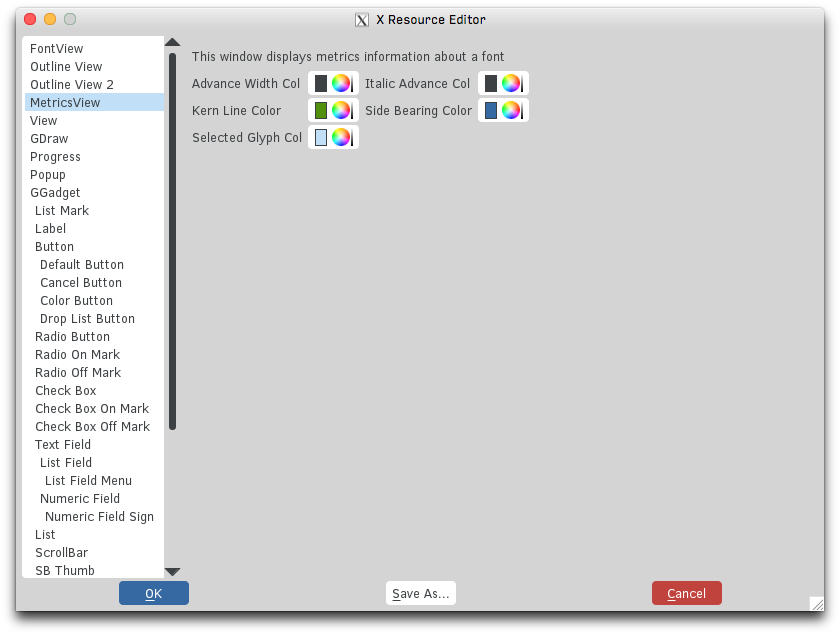 X Resource Editor
FontView
Outline View
Outline View 2
MetricsView
View
GDraw
Progress
Popup
GGadget
List Mark
Label
Button
Default Button
Cancel Button
Color Button
Drop List Button
Radio Button
Radio On Mark
Radio Off Mark
Check Box
Check Box On Mark
Check Box Off Mark
Text Field
List Field
List Field Menu
Numeric Field
Numeric Field Sign
List
ScrollBar
SB Thumb
This window displays metrics information about a font
Advance Width Col Italic Advance Col
Kern Line Color Side Bearing Color
Selected Glyph Col
OK Save As... Cancel